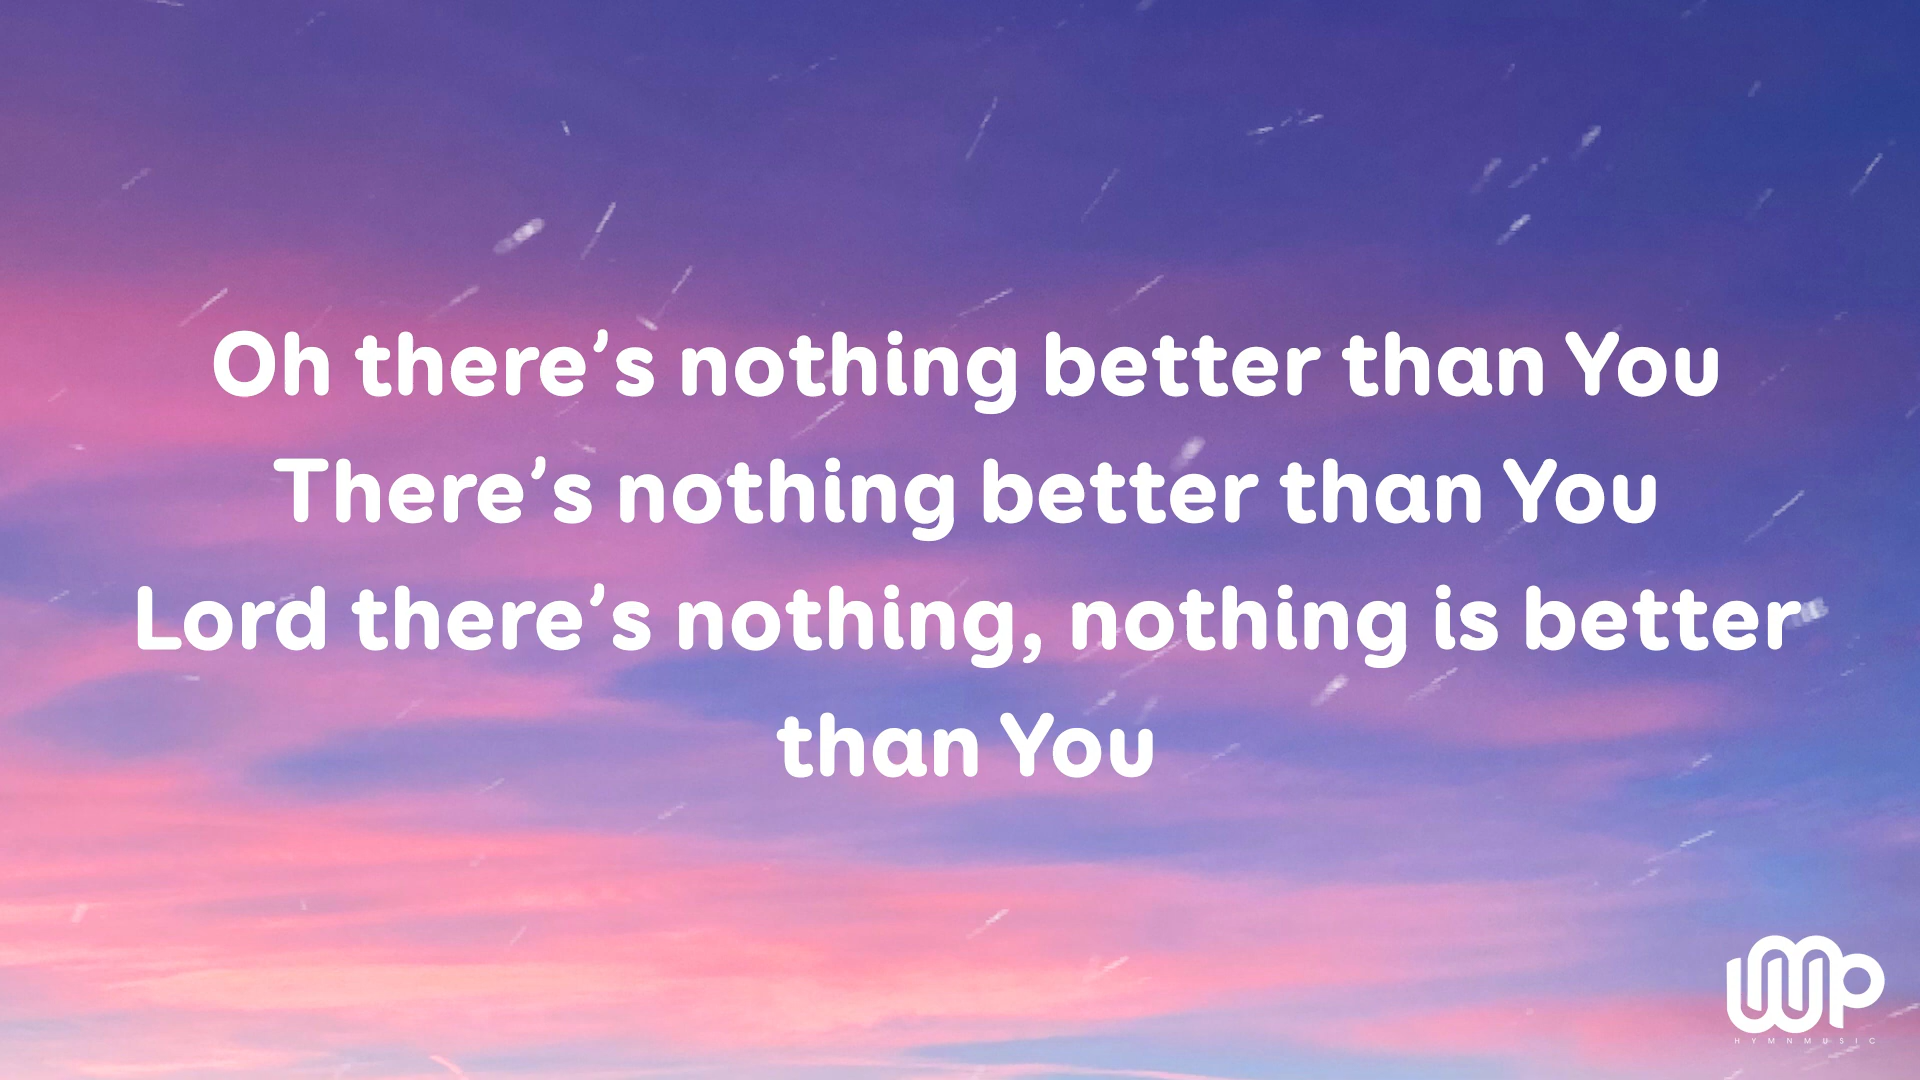 Oh there's nothing better than You
There's nothing better than You
Lord there's nothing, nothing is better
than You
WMP
HYMNMUSIC